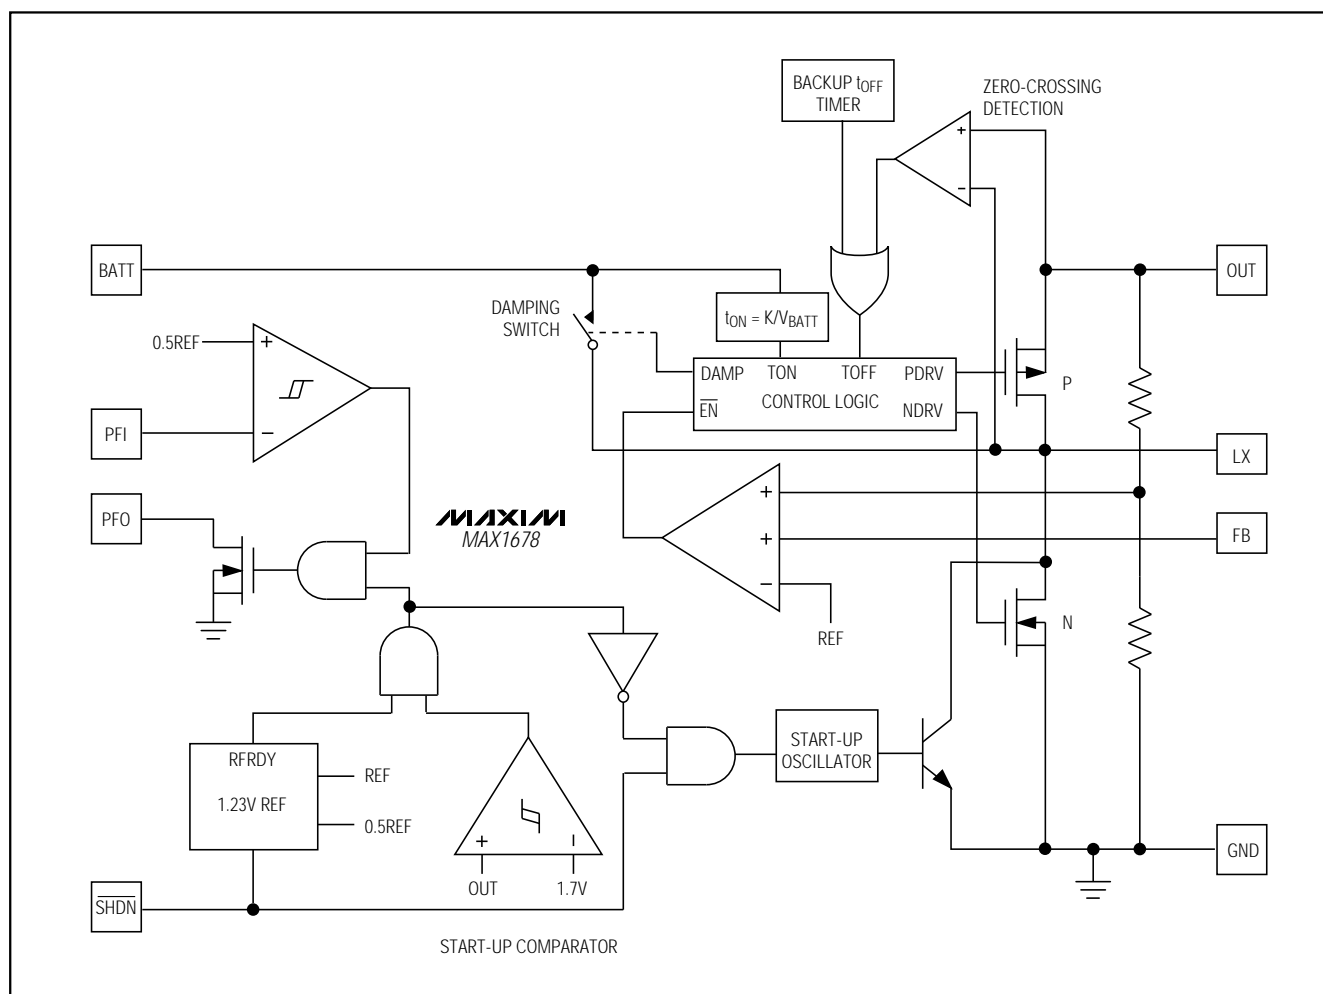 BACKUP tOFF
TIMER
ZERO-CROSSING
DETECTION
+
−
BATT
OUT
DAMPING
SWITCH
tON = K/VBATT
0.5REF
+
DAMP TON TOFF PDRV
EN NDRV
CONTROL LOGIC
P
PFI
−
LX
+
PFO
MAXIM
MAX1678
+
FB
−
REF
N
START-UP
OSCILLATOR
RFRDY
1.23V REF
REF
0.5REF
+ −
OUT 1.7V
GND
SHDN
START-UP COMPARATOR